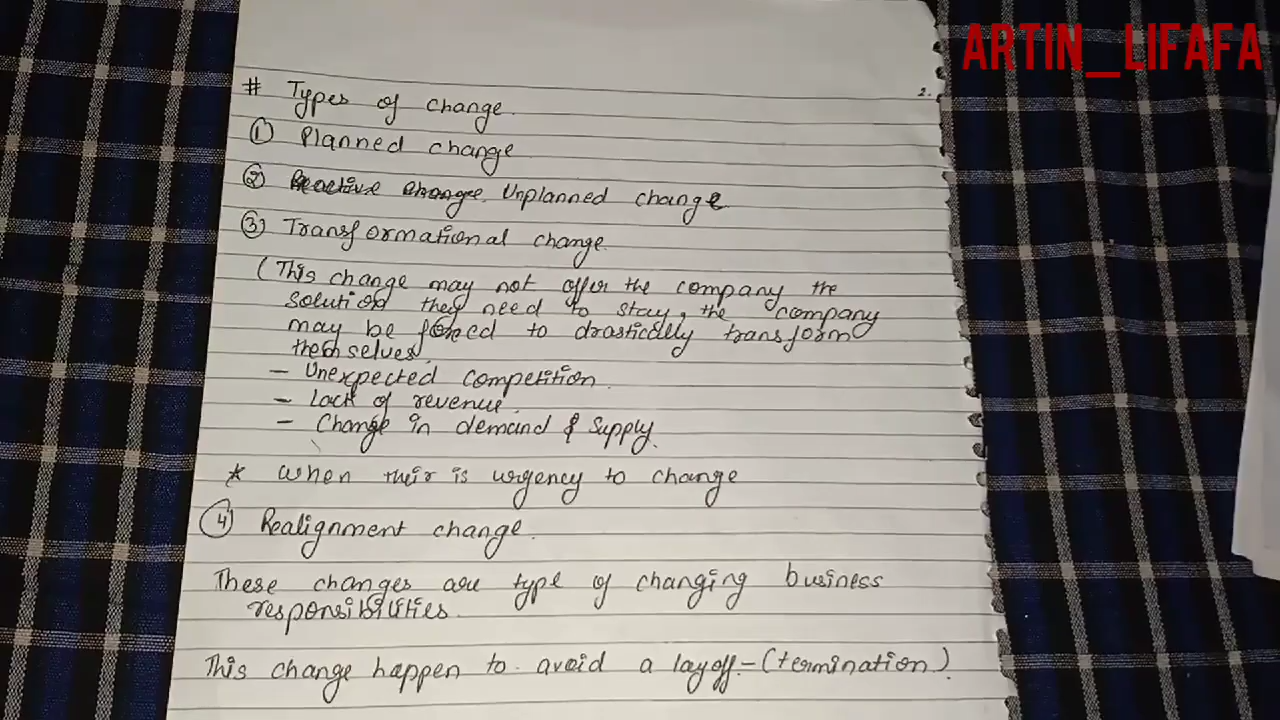 ARTIN_LIFAFA
2.
# Types of change.
① Planned change
② Reactive change. Unplanned change
③ Transformational change.
(This change may not offer the company the
solution they need to stay, the company
may be forced to drastically transform
themselves.
- Unexpected competition.
- Lack of revenue.
- Change in demand & Supply.
* When their is urgency to change
④ Realignment change.
These changes are type of changing business
responsibilities.
This change happen to avoid a layoff-(termination).